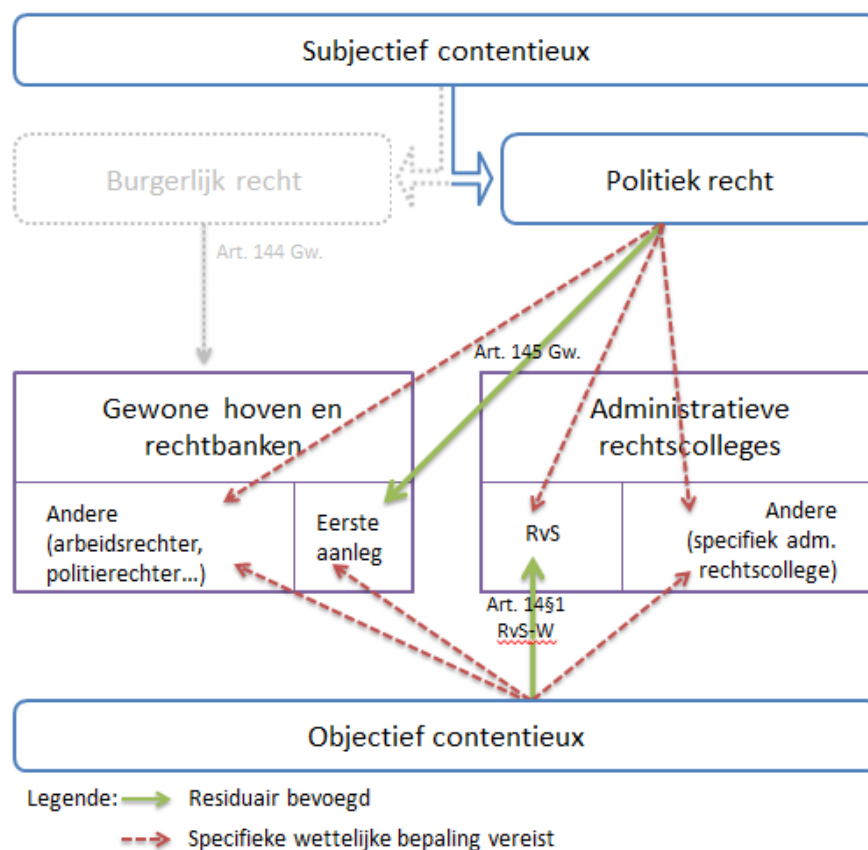 Subjectief contentieux
Burgerlijk recht
Politiek recht
Art. 144 Gw.
Art. 145 Gw.
Gewone hoven en
rechtbanken
Administratieve
rechtscolleges
Andere
(arbeidsrechter,
politierechter...)
Eerste
aanleg
RvS
Andere
(specifiek adm.
rechtscollege)
Art. 14§1
RvS-W
Objectief contentieux
Legende:
Residuair bevoegd
Specifieke wettelijke bepaling vereist